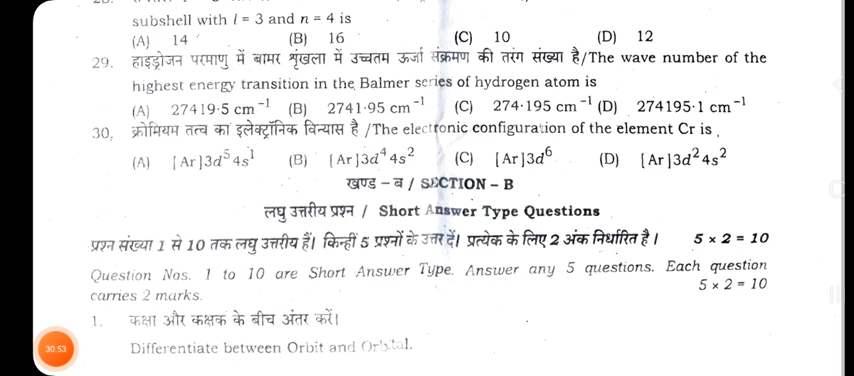 subshell with l = 3 and n = 4 is
(A) 14 (B) 16 (C) 10 (D) 12
29. हाइड्रोजन परमाणु में बामर शृंखला में उच्चतम ऊर्जा संक्रमण की तरंग संख्या है/The wave number of the
highest energy transition in the Balmer series of hydrogen atom is
(A) 27419·5 cm⁻¹ (B) 2741·95 cm⁻¹ (C) 274·195 cm⁻¹ (D) 274195·1 cm⁻¹
30. क्रोमियम तत्व का इलेक्ट्रॉनिक विन्यास है /The electronic configuration of the element Cr is
(A) [Ar]3d⁵4s¹ (B) [Ar]3d⁴4s² (C) [Ar]3d⁶ (D) [Ar]3d²4s²
खण्ड – ब / SECTION – B
लघु उत्तरीय प्रश्न / Short Answer Type Questions
प्रश्न संख्या 1 से 10 तक लघु उत्तरीय हैं। किन्हीं 5 प्रश्नों के उत्तर दें। प्रत्येक के लिए 2 अंक निर्धारित है। 5 × 2 = 10
Question Nos. 1 to 10 are Short Answer Type. Answer any 5 questions. Each question
carries 2 marks. 5 × 2 = 10
1. कक्षा और कक्षक के बीच अंतर करें।
Differentiate between Orbit and Orbital.
30:53